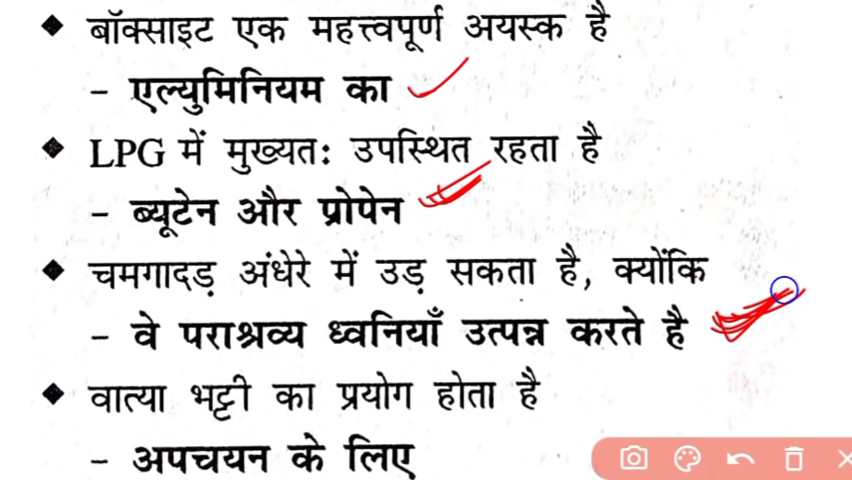 ❖ बॉक्साइट एक महत्त्वपूर्ण अयस्क है
– एल्युमिनियम का
❖ LPG में मुख्यतः उपस्थित रहता है
– ब्यूटेन और प्रोपेन
❖ चमगादड़ अंधेरे में उड़ सकता है, क्योंकि
– वे पराश्रव्य ध्वनियाँ उत्पन्न करते है
❖ वात्या भट्टी का प्रयोग होता है
– अपचयन के लिए